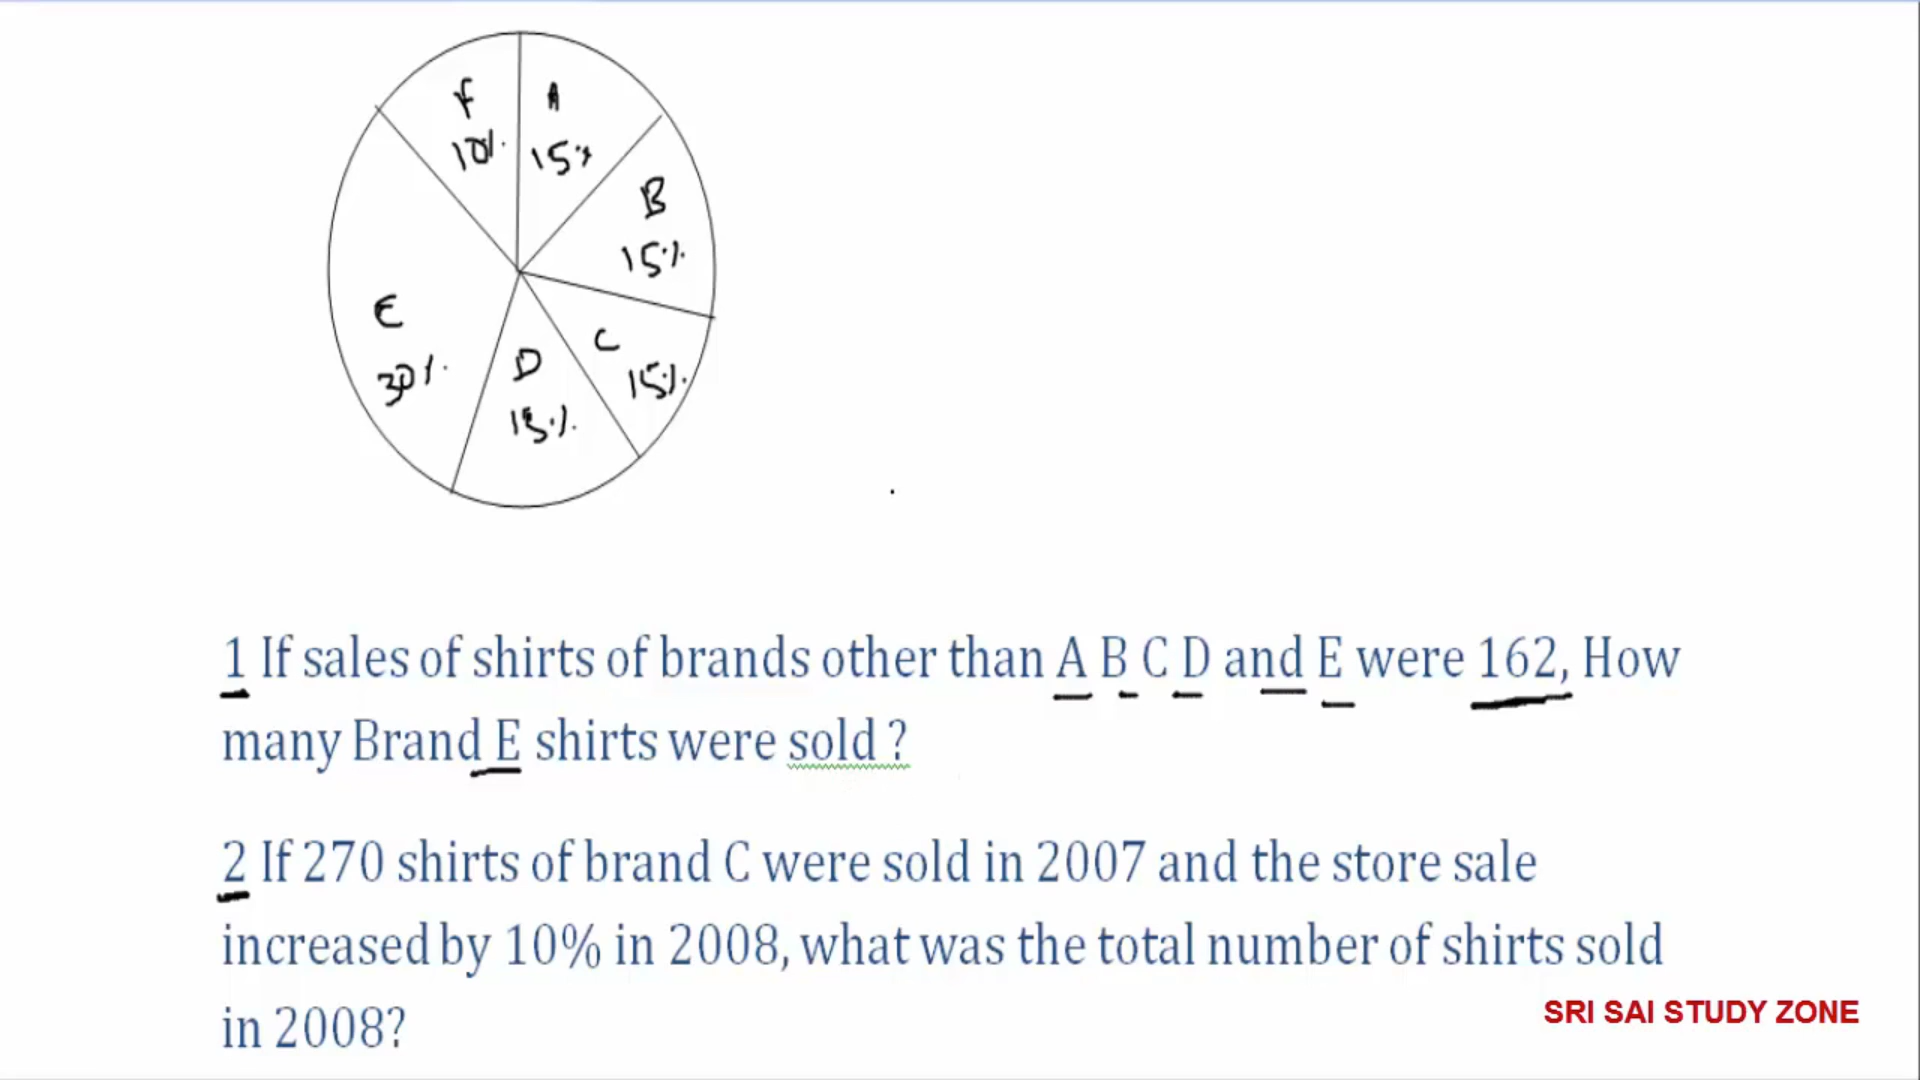 F
10%
A
15%
B
15%
E
30%
C
15%
D
15%
1 If sales of shirts of brands other than A B C D and E were 162, How
many Brand E shirts were sold ?
2 If 270 shirts of brand C were sold in 2007 and the store sale
increased by 10% in 2008, what was the total number of shirts sold
in 2008?
SRI SAI STUDY ZONE